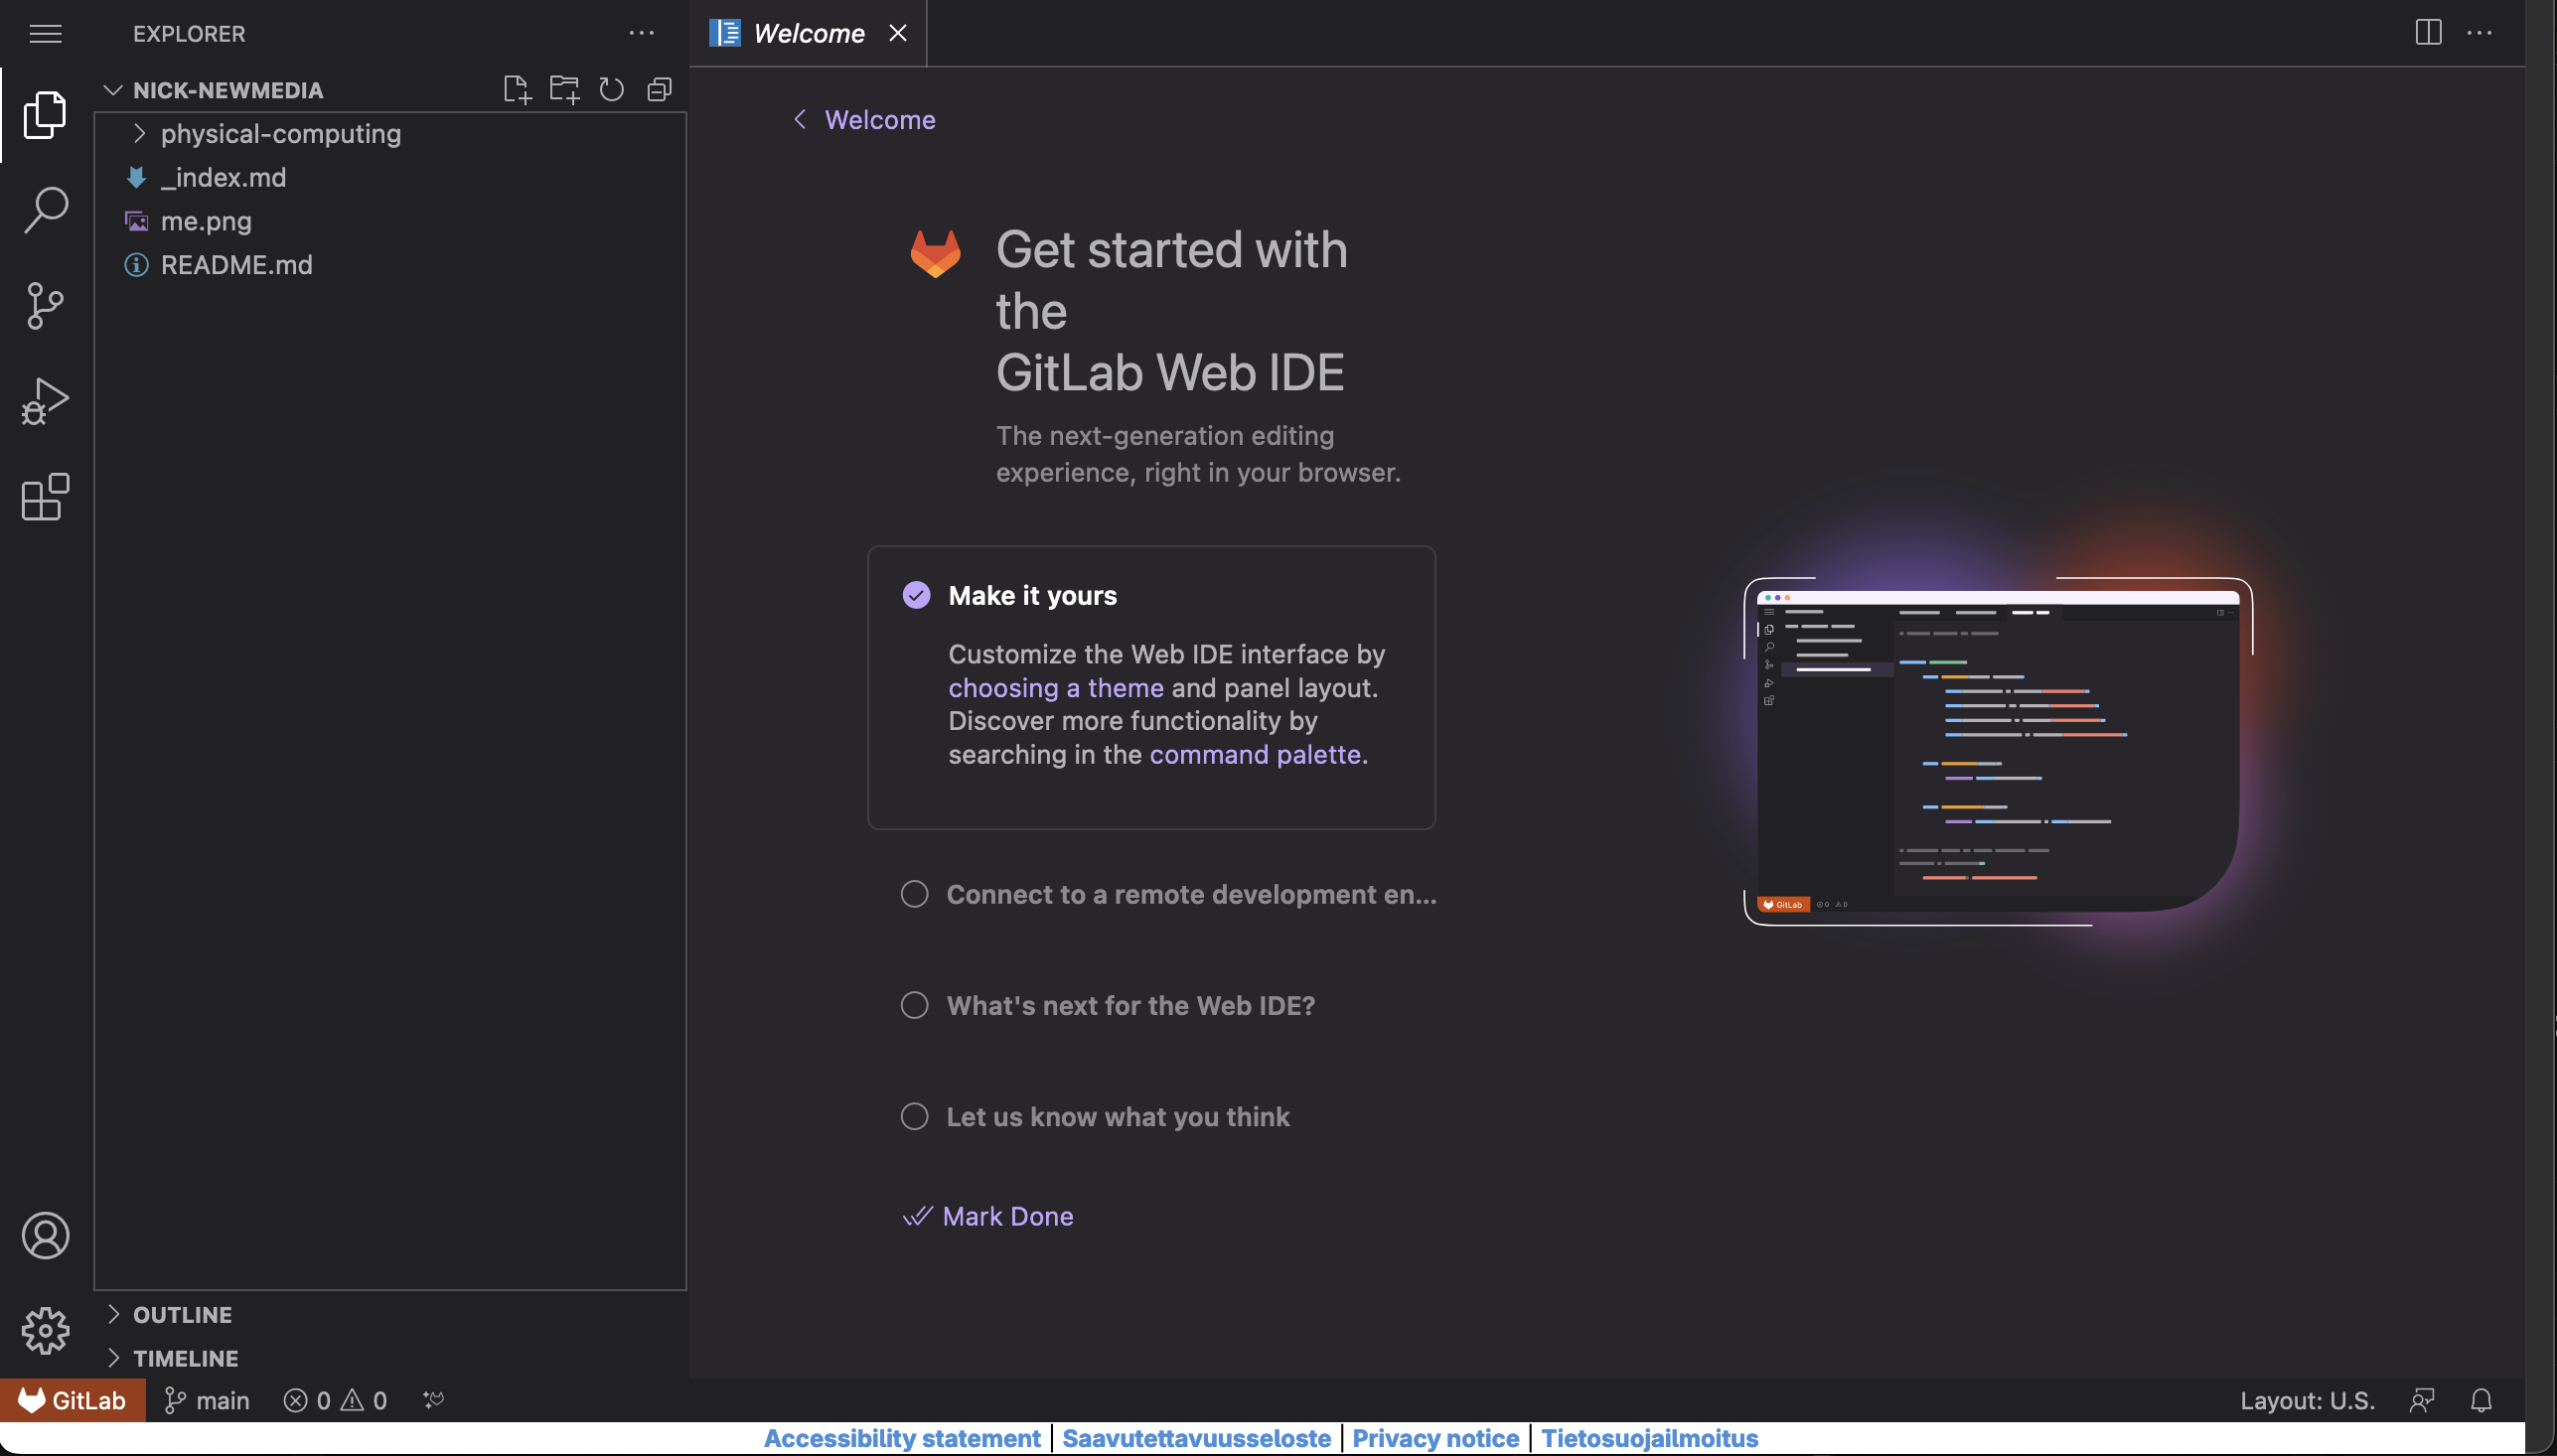 EXPLORER
Welcome
NICK-NEWMEDIA
physical-computing
_index.md
me.png
README.md
OUTLINE
TIMELINE
Welcome
Get started with
the
GitLab Web IDE
The next-generation editing
experience, right in your browser.
Make it yours
Customize the Web IDE interface by
choosing a theme and panel layout.
Discover more functionality by
searching in the command palette.
Connect to a remote development en...
What's next for the Web IDE?
Let us know what you think
Mark Done
GitLab
GitLab main 0 0 Layout: U.S.
Accessibility statement | Saavutettavuusseloste | Privacy notice | Tietosuojailmoitus